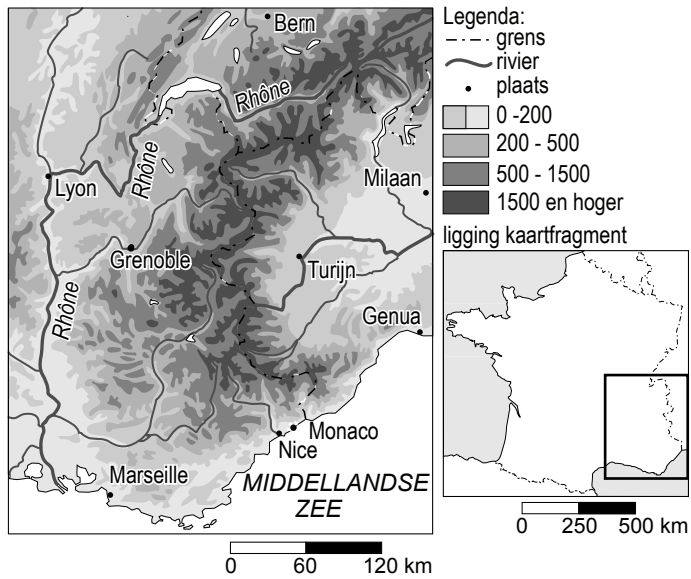 Bern
Rhône
Rhône
Lyon
Milaan
Grenoble
Turijn
Rhône
Genua
Monaco
Nice
Marseille
MIDDELLANDSE
ZEE
0 60 120 km
Legenda:
grens
rivier
plaats
0 -200
200 - 500
500 - 1500
1500 en hoger
ligging kaartfragment
0 250 500 km